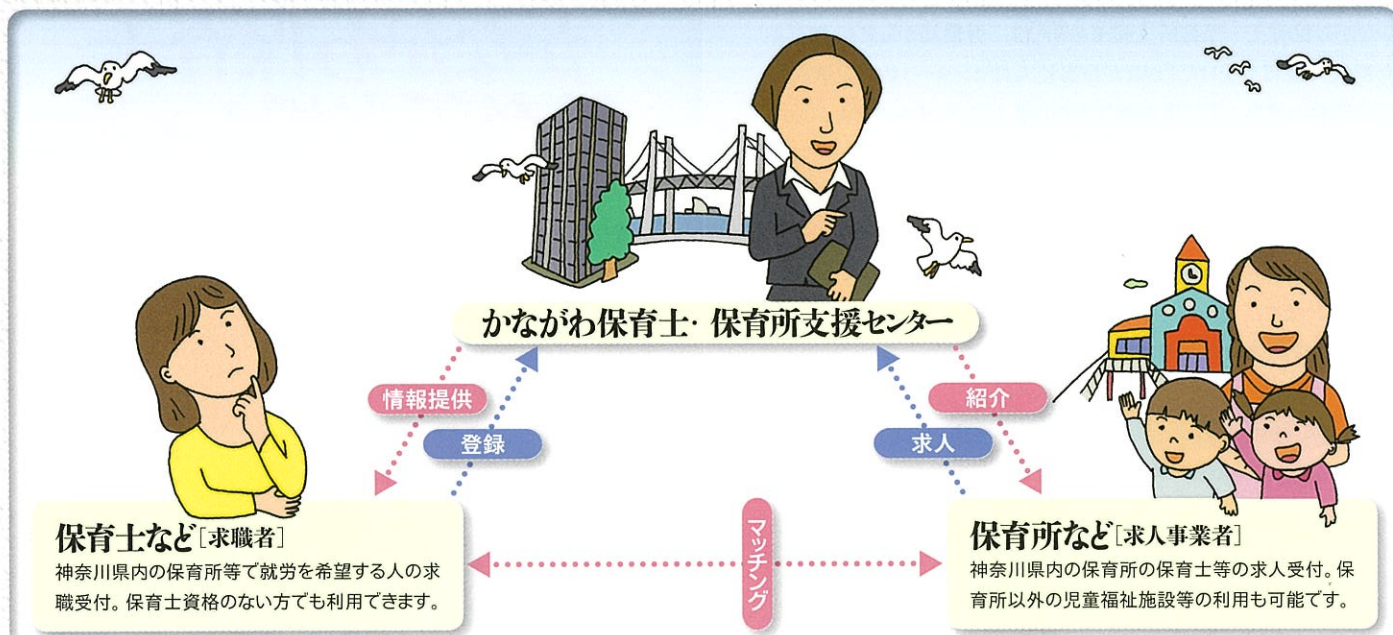 かながわ保育士・保育所支援センター
情報提供
登録
紹介
求人
マッチング
保育士など[求職者]
神奈川県内の保育所等で就労を希望する人の求
職受付。保育士資格のない方でも利用できます。
保育所など[求人事業者]
神奈川県内の保育所の保育士等の求人受付。保
育所以外の児童福祉施設等の利用も可能です。